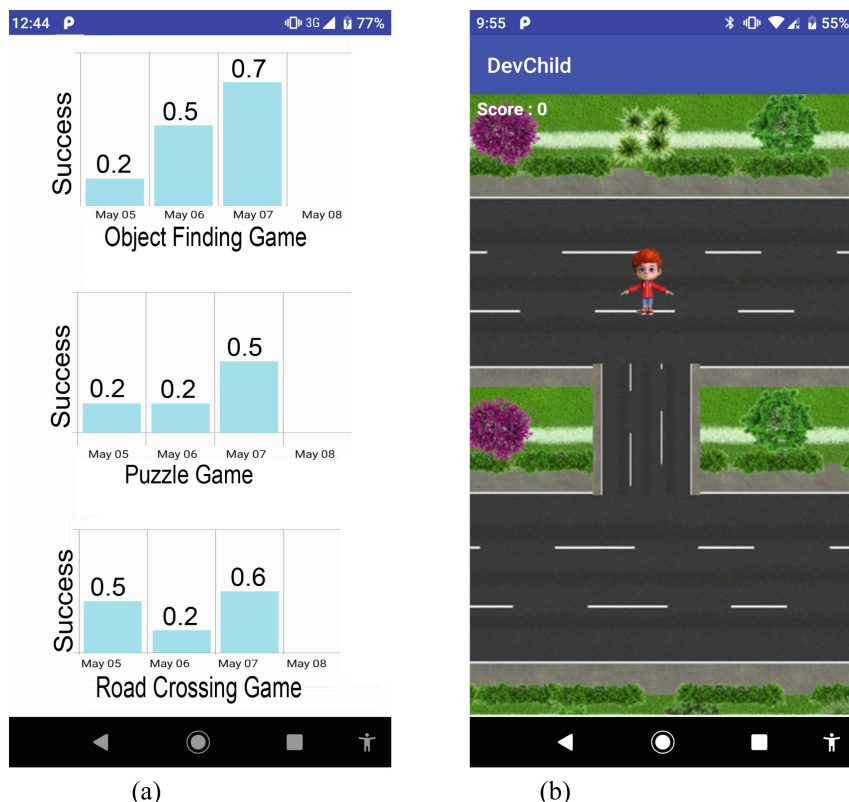 12:44 P 3G 77%
0.7
0.5
0.2
Success
May 05 May 06 May 07 May 08
Object Finding Game
0.5
0.2 0.2
Success
May 05 May 06 May 07 May 08
Puzzle Game
0.6
0.5
0.2
Success
May 05 May 06 May 07 May 08
Road Crossing Game
(a)
9:55 P 55%
DevChild
Score : 0
(b)